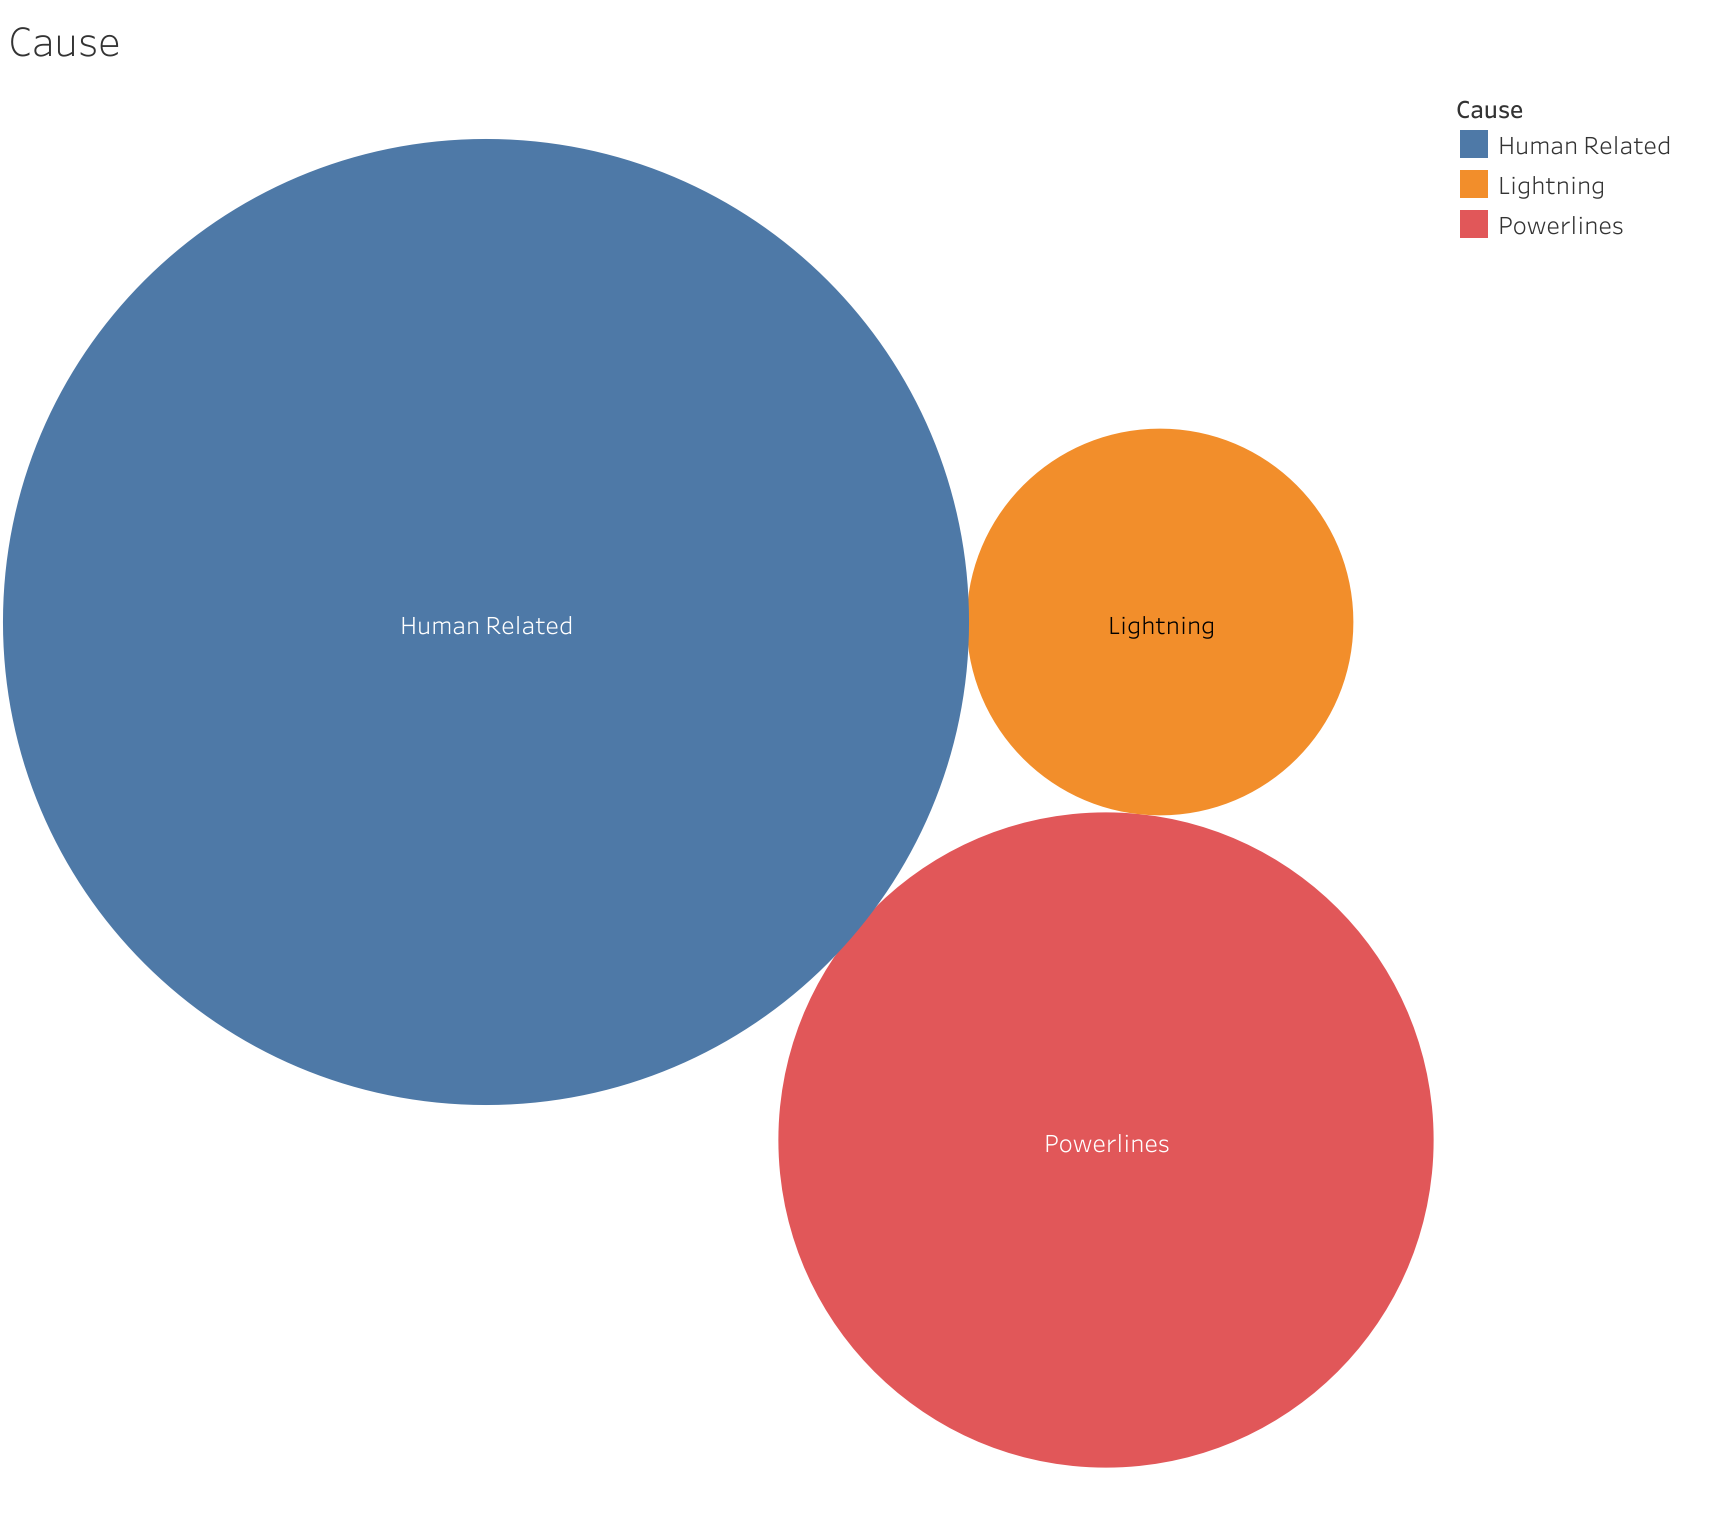 Cause
Cause
Human Related
Lightning
Powerlines
Human Related
Lightning
Powerlines